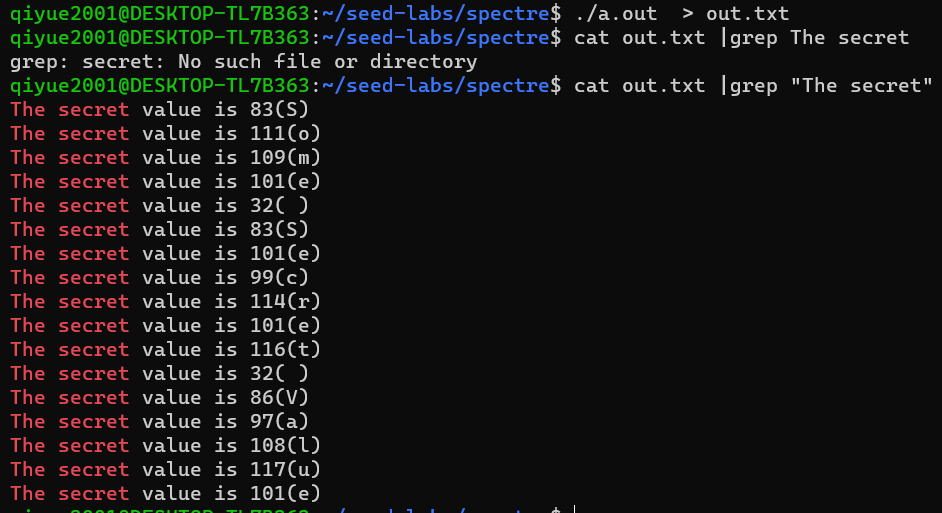 qiyue2001@DESKTOP-TL7B363:~/seed-labs/spectre$ ./a.out  > out.txt
qiyue2001@DESKTOP-TL7B363:~/seed-labs/spectre$ cat out.txt |grep The secret
grep: secret: No such file or directory
qiyue2001@DESKTOP-TL7B363:~/seed-labs/spectre$ cat out.txt |grep "The secret"
The secret value is 83(S)
The secret value is 111(o)
The secret value is 109(m)
The secret value is 101(e)
The secret value is 32( )
The secret value is 83(S)
The secret value is 101(e)
The secret value is 99(c)
The secret value is 114(r)
The secret value is 101(e)
The secret value is 116(t)
The secret value is 32( )
The secret value is 86(V)
The secret value is 97(a)
The secret value is 108(l)
The secret value is 117(u)
The secret value is 101(e)
qiyue2001@DESKTOP-TL7B363:~/seed-labs/spectre$